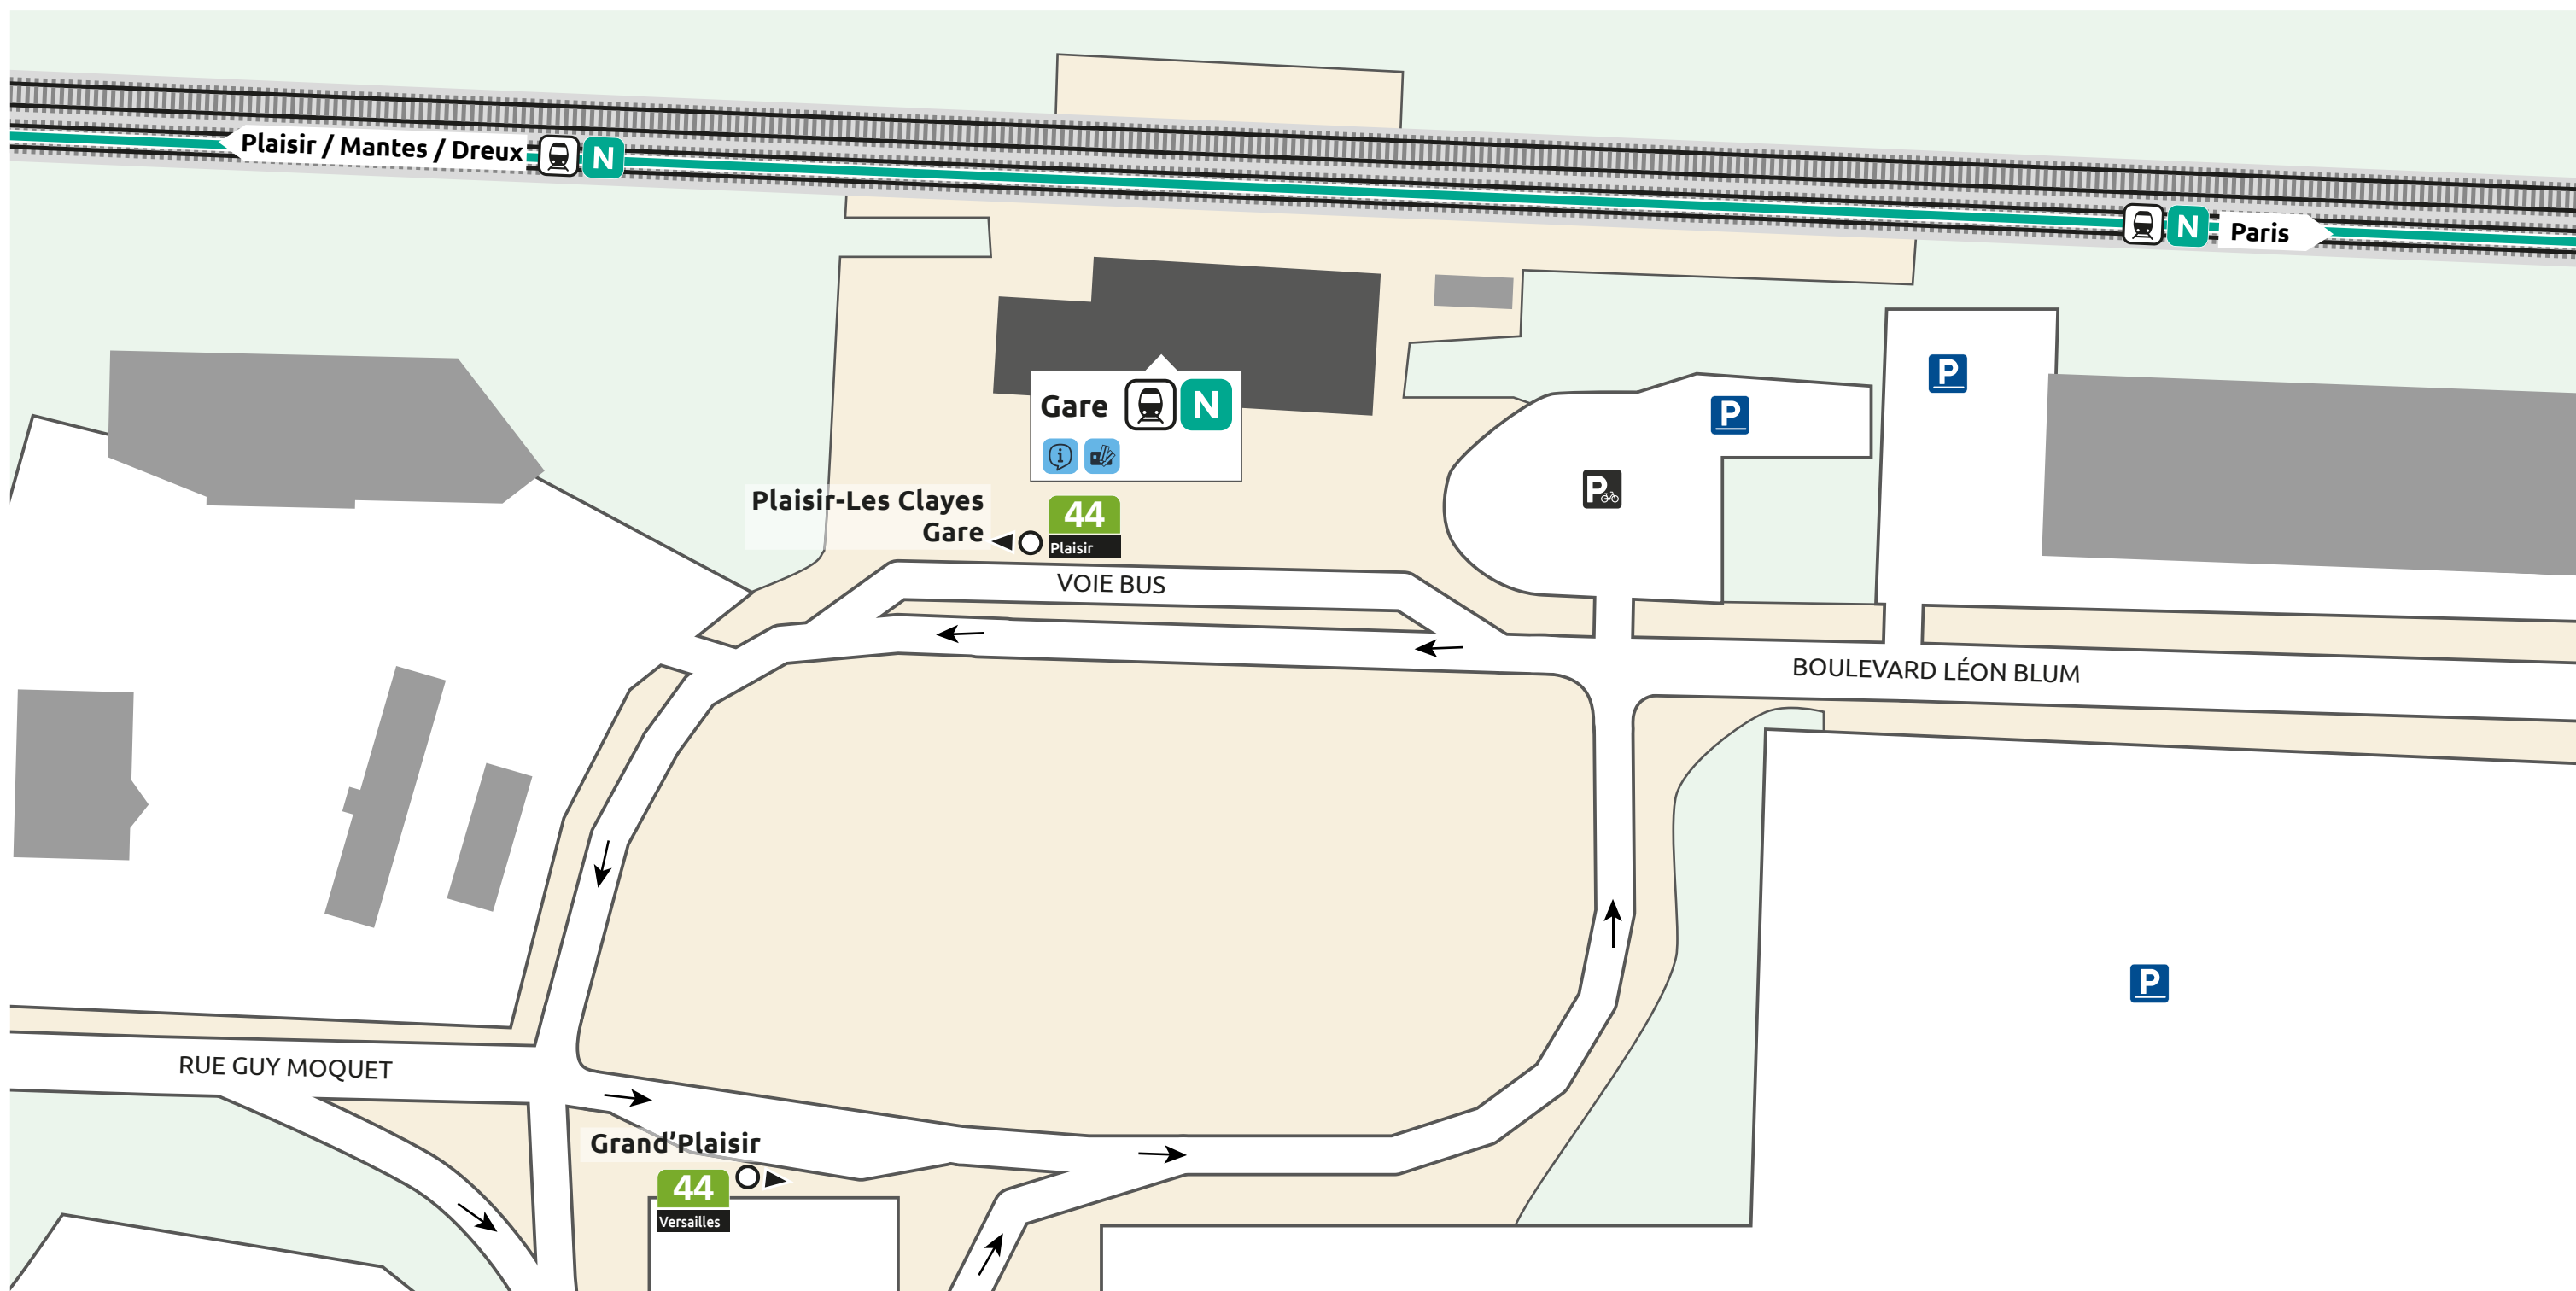 Plaisir / Mantes / Dreux
N
N
Paris
P
P
Gare
N
i
P
Plaisir-Les Clayes
Gare
44
Plaisir
VOIE BUS
BOULEVARD LÉON BLUM
P
RUE GUY MOQUET
Grand'Plaisir
44
Versailles